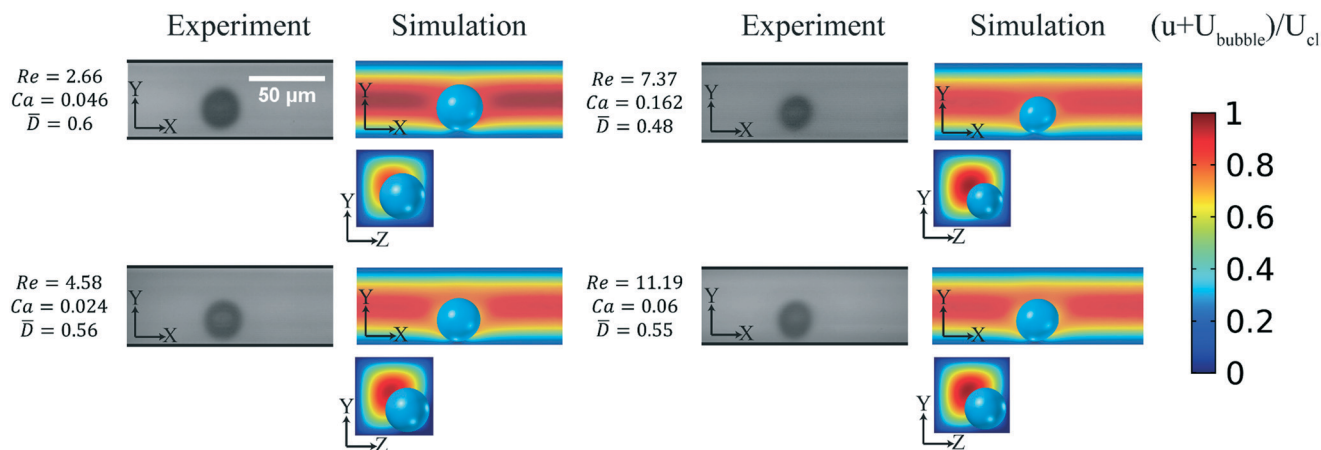 Experiment Simulation Experiment Simulation (u+U_bubble)/U_cl
Re = 2.66
Ca = 0.046
D̅ = 0.6
Y
X
50 µm
Y
X
Y
Z
Re = 7.37
Ca = 0.162
D̅ = 0.48
Y
X
Y
X
Y
Z
Re = 4.58
Ca = 0.024
D̅ = 0.56
Y
X
Y
X
Y
Z
Re = 11.19
Ca = 0.06
D̅ = 0.55
Y
X
Y
X
Y
Z
1
0.8
0.6
0.4
0.2
0